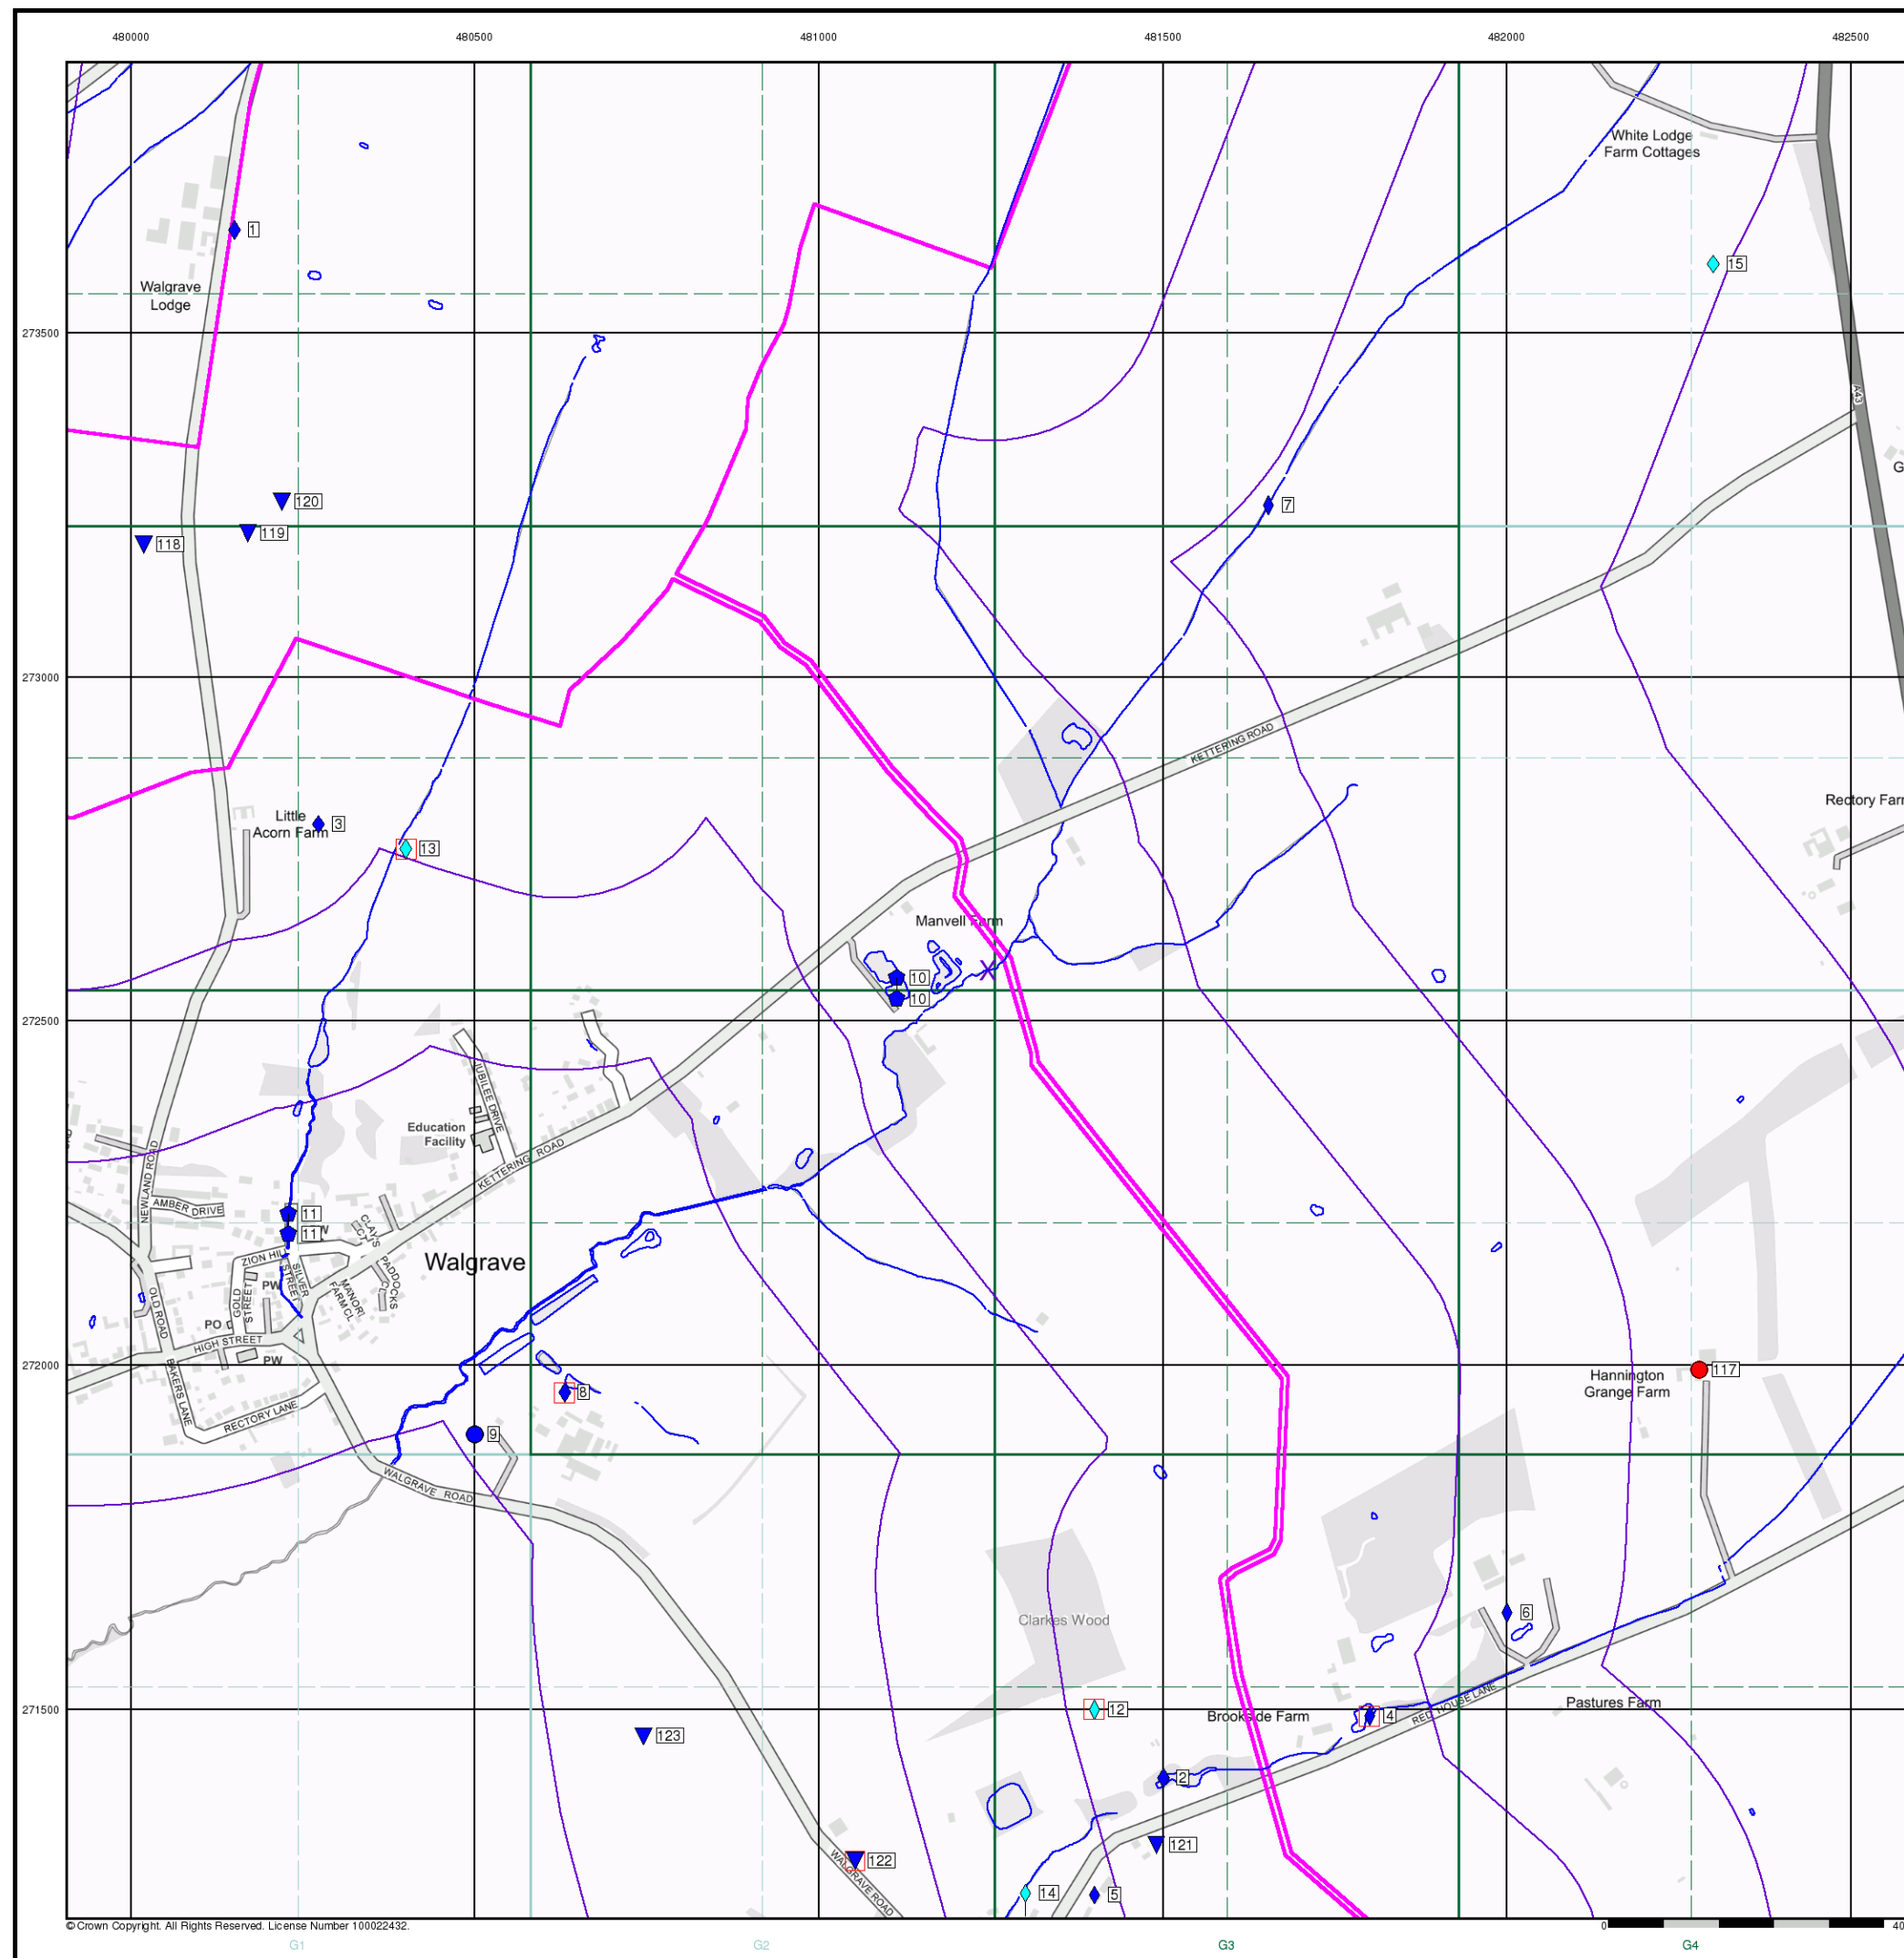 480000 480500 481000 481500 482000 482500
White Lodge
Farm Cottages
1
15
Walgrave
Lodge
273500
A43
120
7
119
118
273000
KETTERING ROAD
Rectory Farm
Little
Acorn Farm
3
13
Manvell Farm
10
10
272500
JUBILEE DRIVE
Education
Facility
KETTERING ROAD
NEWLAND ROAD
AMBER DRIVE
11
11
CLAY'S
CT
ZION HILL
Walgrave
PADDOCKS
SILVER
STREET
PW
MANOR
FARM CL
GOLD
STREET
OLD ROAD
PO
HIGH STREET
PW
272000
BAKERS LANE
RECTORY LANE
8
9
Hannington
Grange Farm
117
WALGRAVE ROAD
Clarkes Wood
6
271500
12
Brookside Farm
4
RED HOUSE LANE
Pastures Farm
123
2
121
122
WALGRAVE ROAD
14
5
© Crown Copyright. All Rights Reserved. License Number 100022432.
0
G1 G2 G3 G4